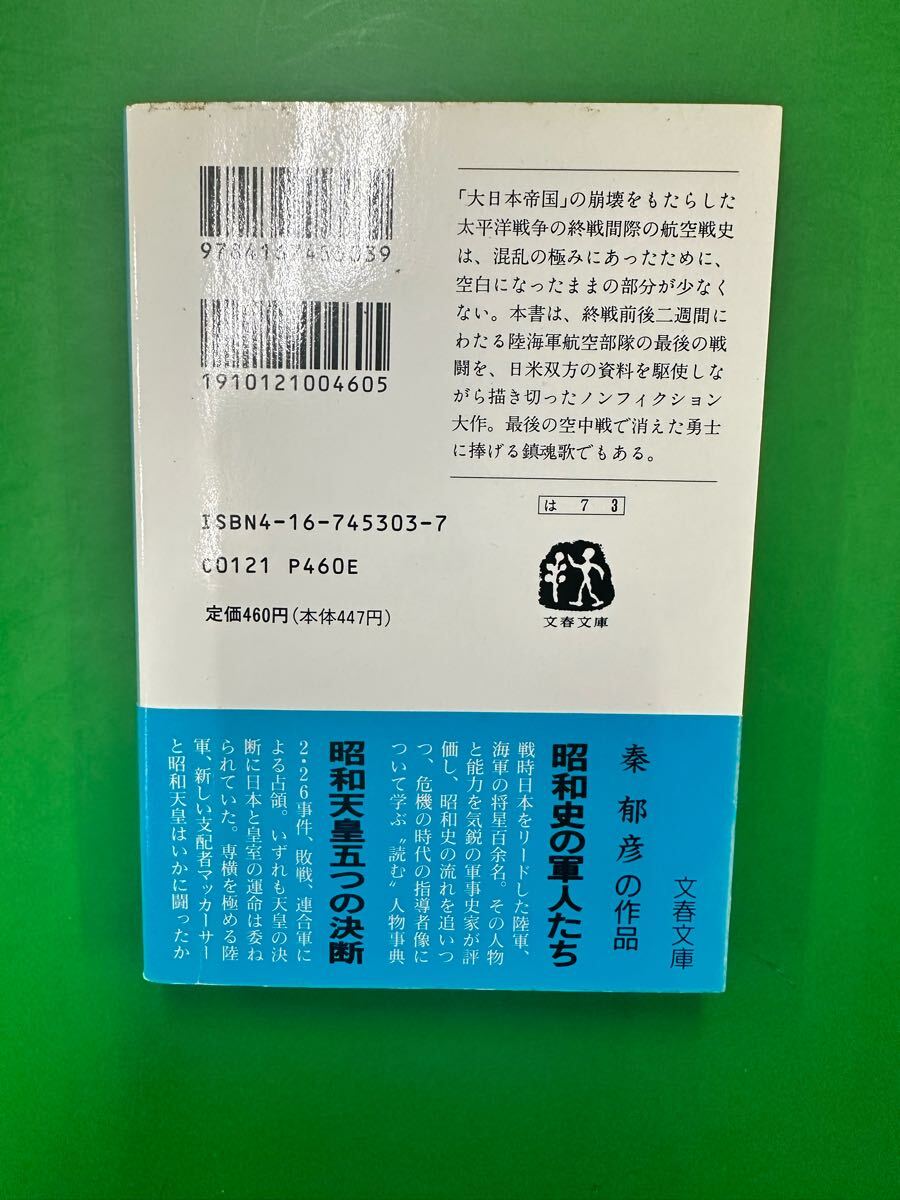 9784167453039
1910121004605
ISBN4-16-745303-7
C0121 P460E
定価460円(本体447円)
「大日本帝国」の崩壊をもたらした
太平洋戦争の終戦間際の航空戦史
は、混乱の極みにあったために、
空白になったままの部分が少なく
ない。本書は、終戦前後二週間に
わたる陸海軍航空部隊の最後の戦
闘を、日米双方の資料を駆使しな
がら描き切ったノンフィクション
大作。最後の空中戦で消えた勇士
に捧げる鎮魂歌でもある。
は 7 3
文春文庫
文春文庫
秦郁彦の作品
昭和史の軍人たち
戦時日本をリードした陸軍、
海軍の将星百余名。その人物
と能力を気鋭の軍事史家が評
価し、昭和史の流れを追いつ
つ、危機の時代の指導者像に
ついて学ぶ〝読む〟人物事典
昭和天皇五つの決断
2・26事件、敗戦、連合軍に
よる占領。いずれも天皇の決
断に日本と皇室の運命は委ね
られていた。専横を極める陸
軍、新しい支配者マッカーサー
と昭和天皇はいかに闘ったか